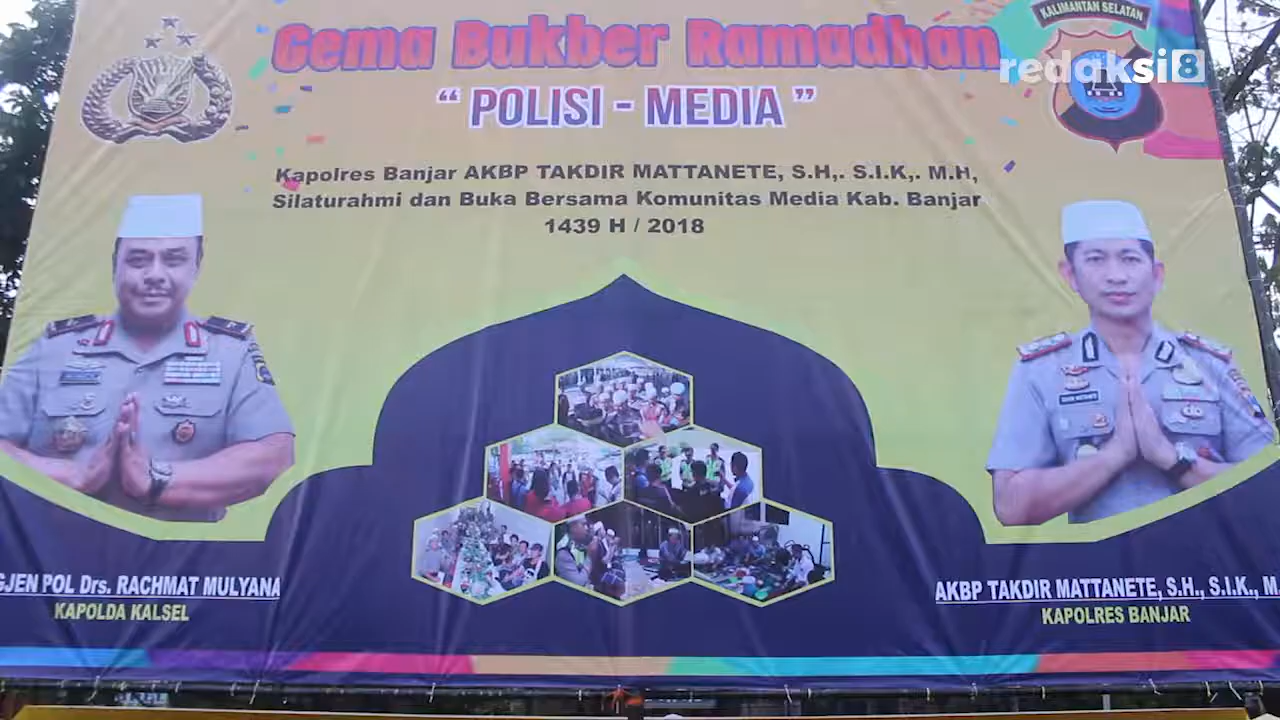 KALIMANTAN SELATAN
Gema Bukber Ramadhan
redaksi8
“ POLISI - MEDIA ”
Kapolres Banjar AKBP TAKDIR MATTANETE, S.H,. S.I.K,. M.H,
Silaturahmi dan Buka Bersama Komunitas Media Kab. Banjar
1439 H / 2018
GJEN POL Drs. RACHMAT MULYANA
KAPOLDA KALSEL
AKBP TAKDIR MATTANETE, S.H., S.I.K., M.
KAPOLRES BANJAR